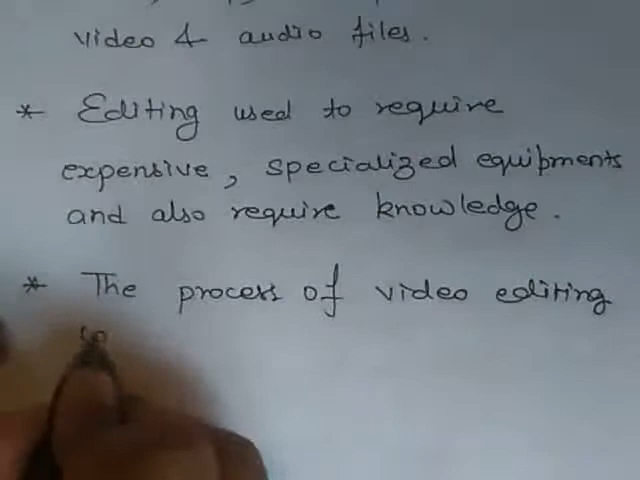 video & audio files.
* Editing used to require
expensive, specialized equipments
and also require knowledge.
* The process of video editing
co